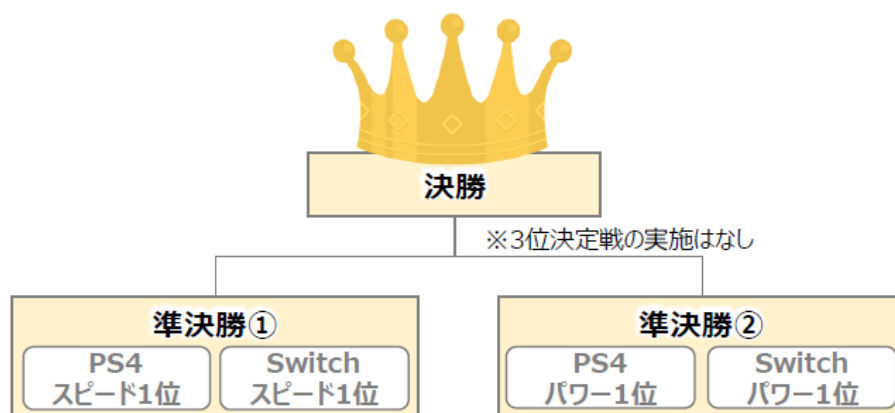 決勝
※3位決定戦の実施はなし
準決勝①
PS4
スピード1位
Switch
スピード1位
準決勝②
PS4
パワー1位
Switch
パワー1位